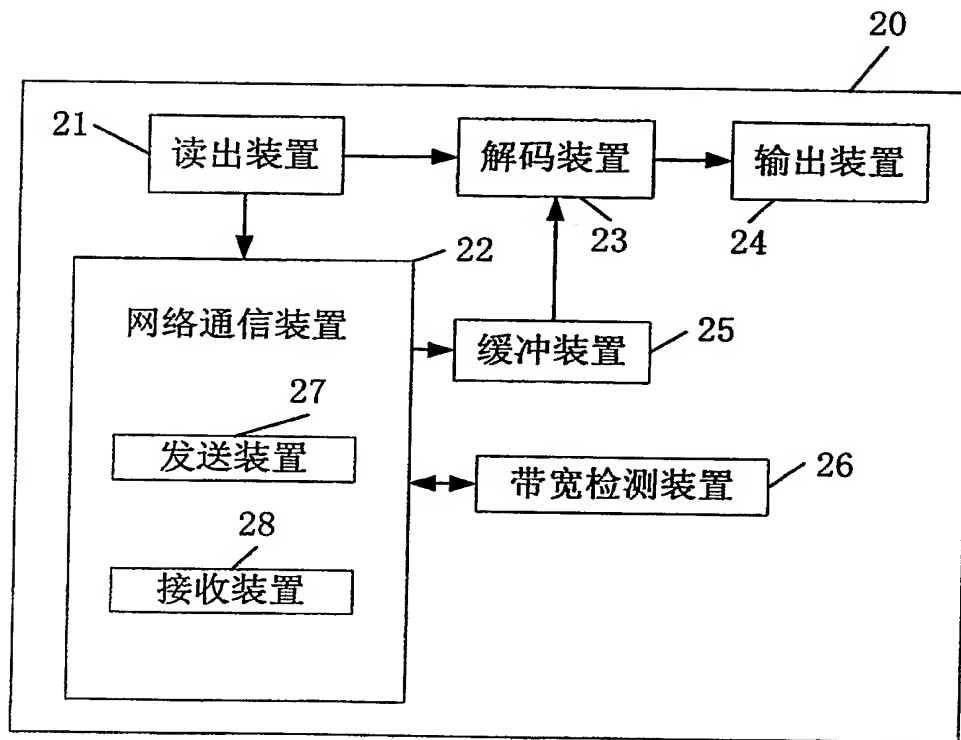 20
21
读出装置
解码装置
输出装置
23
24
22
网络通信装置
缓冲装置
25
27
发送装置
带宽检测装置
26
28
接收装置